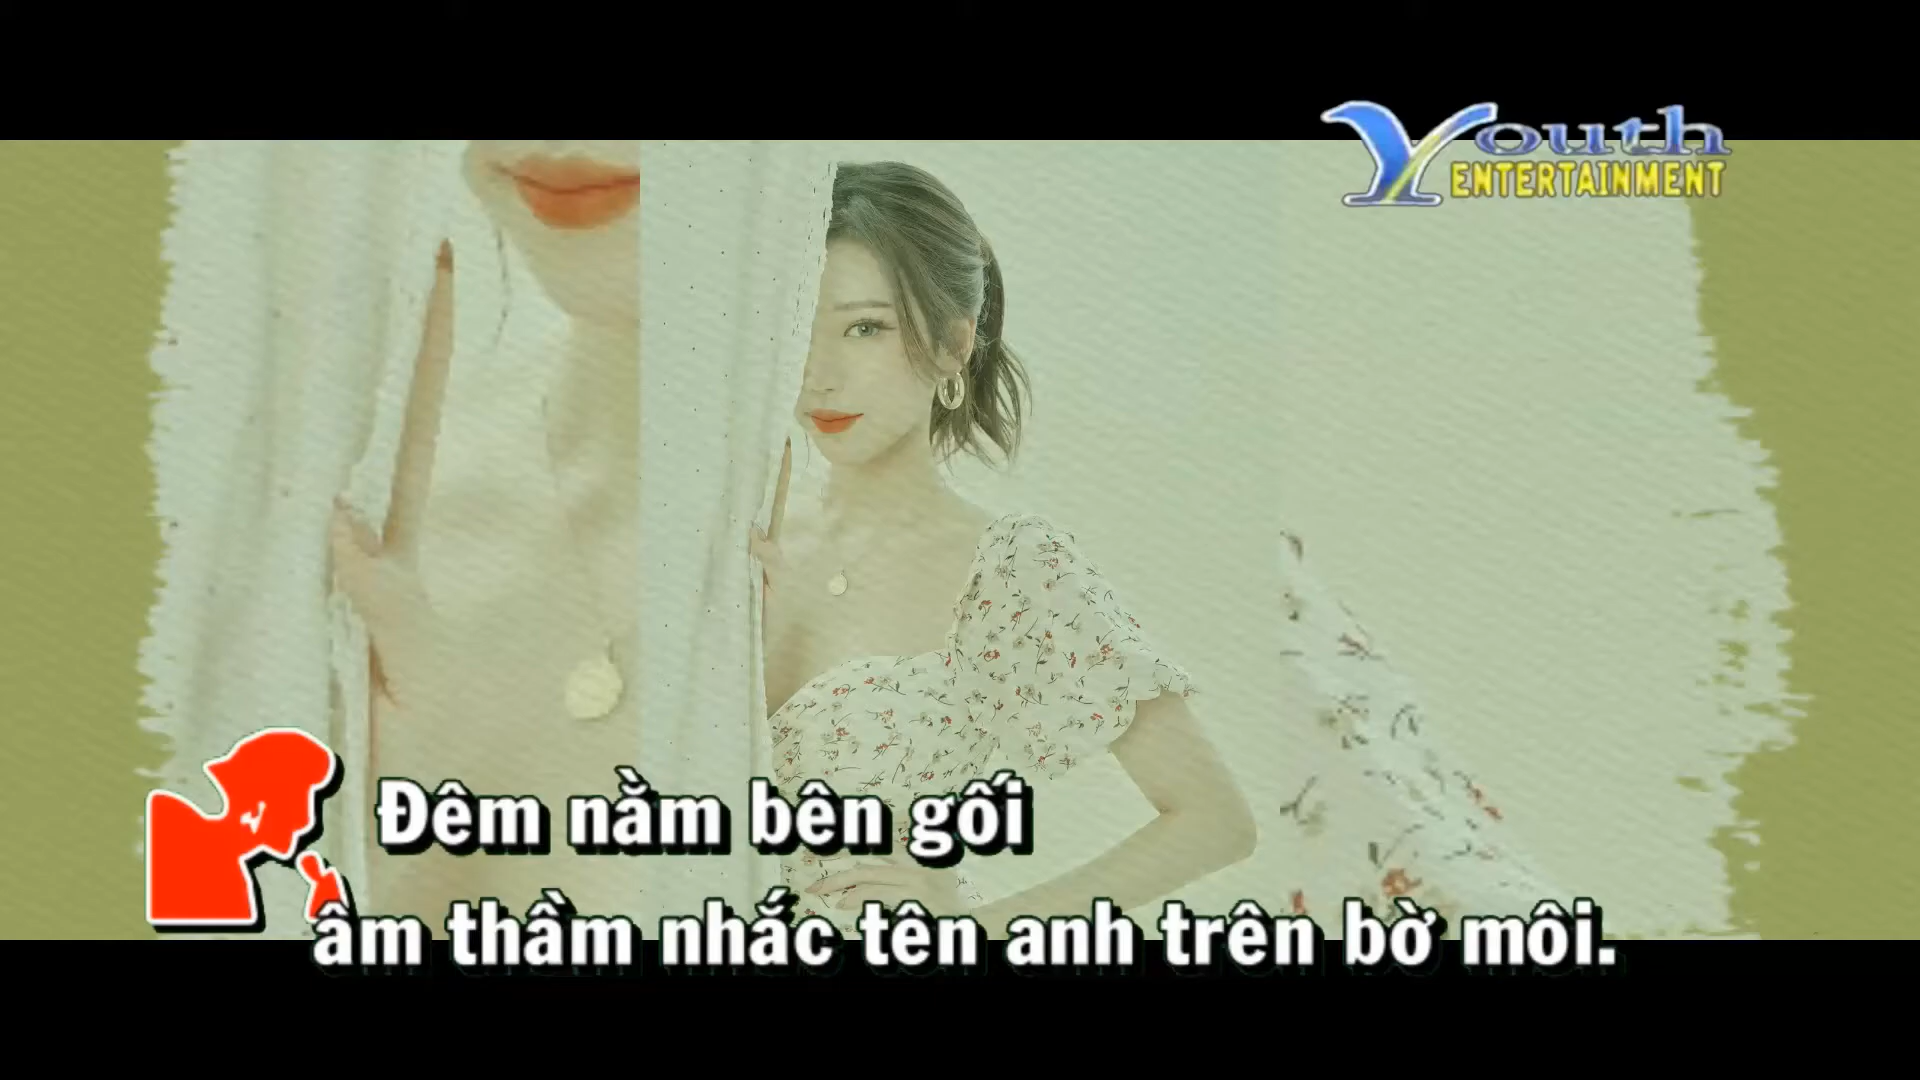 Youth
ENTERTAINMENT
Đêm nằm bên gối
âm thầm nhắc tên anh trên bờ môi.